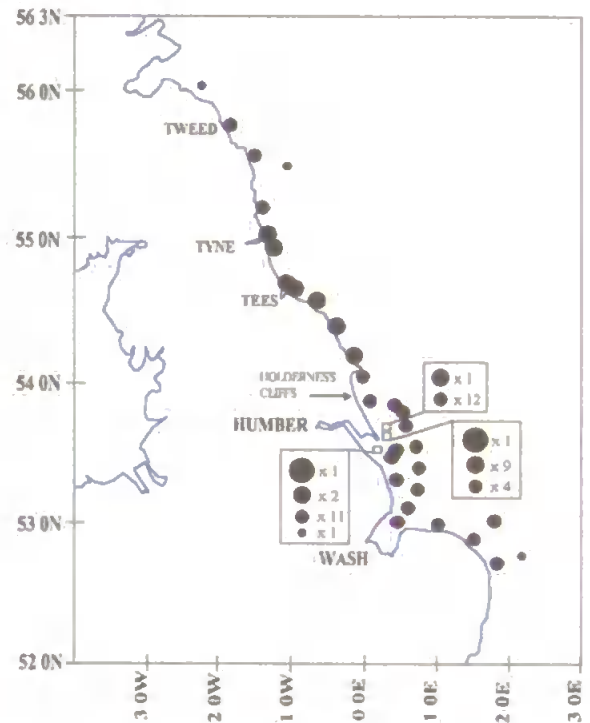 56.3N
56.0N
TWEED
55.0N
TYNE
TEES
54.0N
HOLDERNESS
CLIFFS
x 1
x 12
HUMBER
x 1
x 9
x 4
x 1
x 2
x 11
x 1
53.0N
WASH
52.0N
3.0W
2.0W
1.0W
0.0E
1.0E
2.0E
3.0E